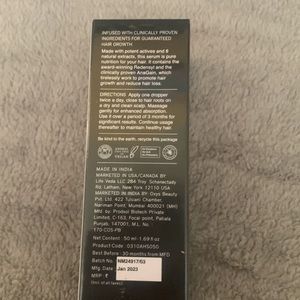 INFUSED WITH CLINICALLY PROVEN
INGREDIENTS FOR GUARANTEED
HAIR GROWTH
Made with potent actives and 6
natural extracts, this serum is pure
nutrition for your hair. It contains the
award-winning Redensyl and the
clinically proven AnaGain, which
tirelessly work to promote hair
growth and reduce hair loss.
DIRECTIONS Apply one dropper
twice a day, close to hair roots on
a dry and clean scalp. Massage
gently for enhanced absorption.
Use it over a period of 3 months for
significant results. Continue usage
thereafter to maintain healthy hair.
Be kind to the earth, recycle this package
VEGAN
MADE IN INDIA
MARKETED IN USA/CANADA BY:
Life Veda LLC 284 Troy Schenectady
Rd, Latham, New York 12110 USA
MARKETED IN INDIA BY: Oxys Beauty
Pvt. Ltd. 422 Tulsiani Chamber,
Nariman Point, Mumbai 400021 (MH)
Mfg by: Prodcol Biotech Private
Limited, C-163, Focal Point, Patiala
Punjab, 147001. M.L. No:
170-COS-PB
Net Content : 50 ml- 1.69 fl oz
Product Code : 0310AHS050
Best Before : 30 months from MFD
Batch No. NM24917/53
Mfg. Date : Jan 2023
MRP : ₹
(incl. of all taxes)